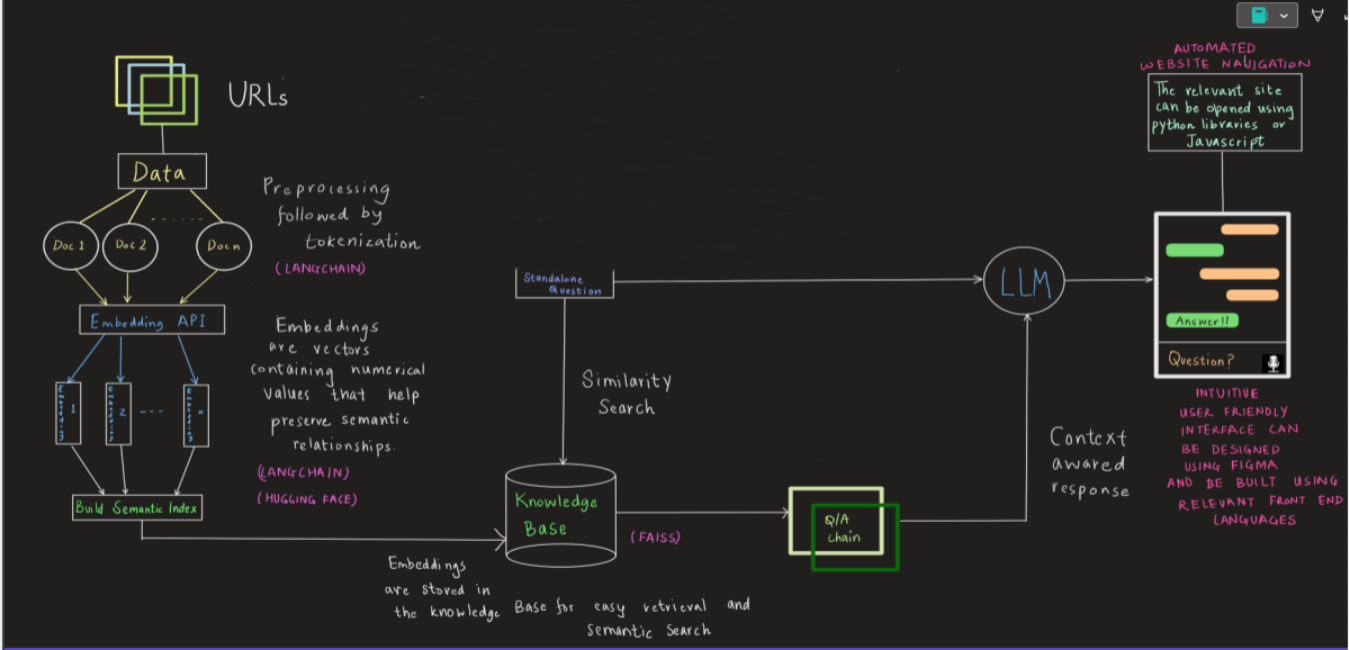 URLs
Data
Doc 1
Doc 2
Doc n
Preprocessing
followed by
tokenization
(LANGCHAIN)
Embedding API
Embeddings
are vectors
containing numerical
values that help
preserve semantic
relationships.
(LANGCHAIN)
(HUGGING FACE)
1
2
n
Build Semantic Index
Embeddings
are stored in
the knowledge Base for easy retrieval and
semantic search
Standalone
Question
Similarity
Search
Knowledge
Base
(FAISS)
Q/A
chain
Context
awared
response
LLM
AUTOMATED
WEBSITE NAVIGATION
The relevant site
can be opened using
python libraries or
Javascript
Answer!!
Question?
INTUITIVE
USER FRIENDLY
INTERFACE CAN
BE DESIGNED
USING FIGMA
AND BE BUILT USING
RELEVANT FRONT END
LANGUAGES